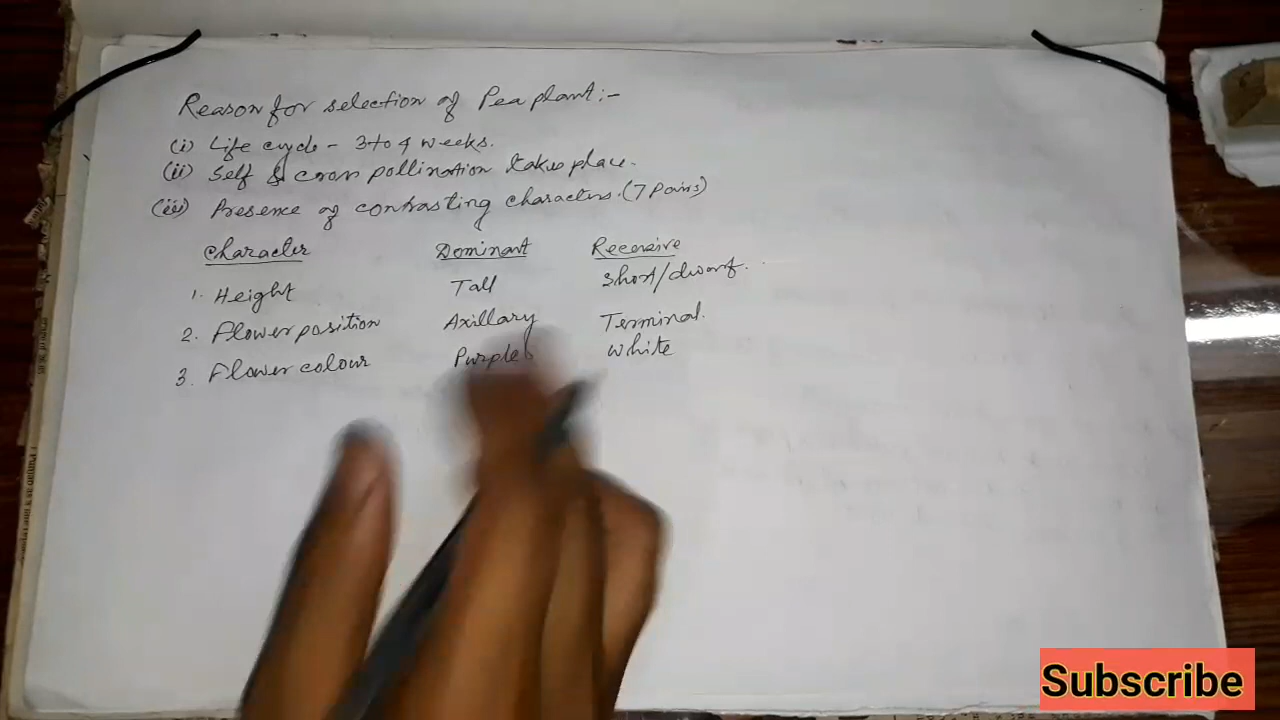 Reason for selection of Pea plant:-
(i) Life cycle - 3 to 4 weeks.
(ii) Self & cross pollination takes place.
(iii) Presence of contrasting characters. (7 pairs)
Character Dominant Recessive
1. Height Tall Short/dwarf.
2. Flower position Axillary Terminal.
3. Flower colour Purple White
Subscribe